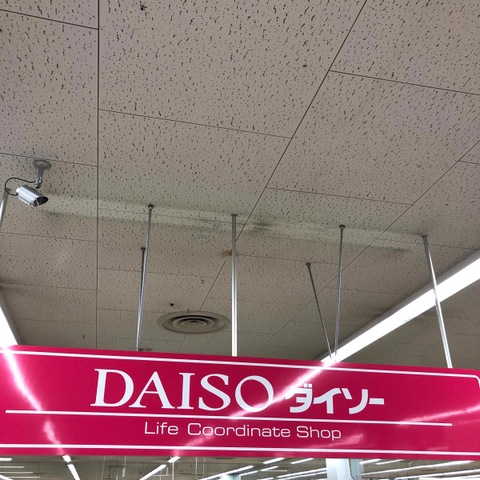 DAISO ダイソー
Life Coordinate Shop